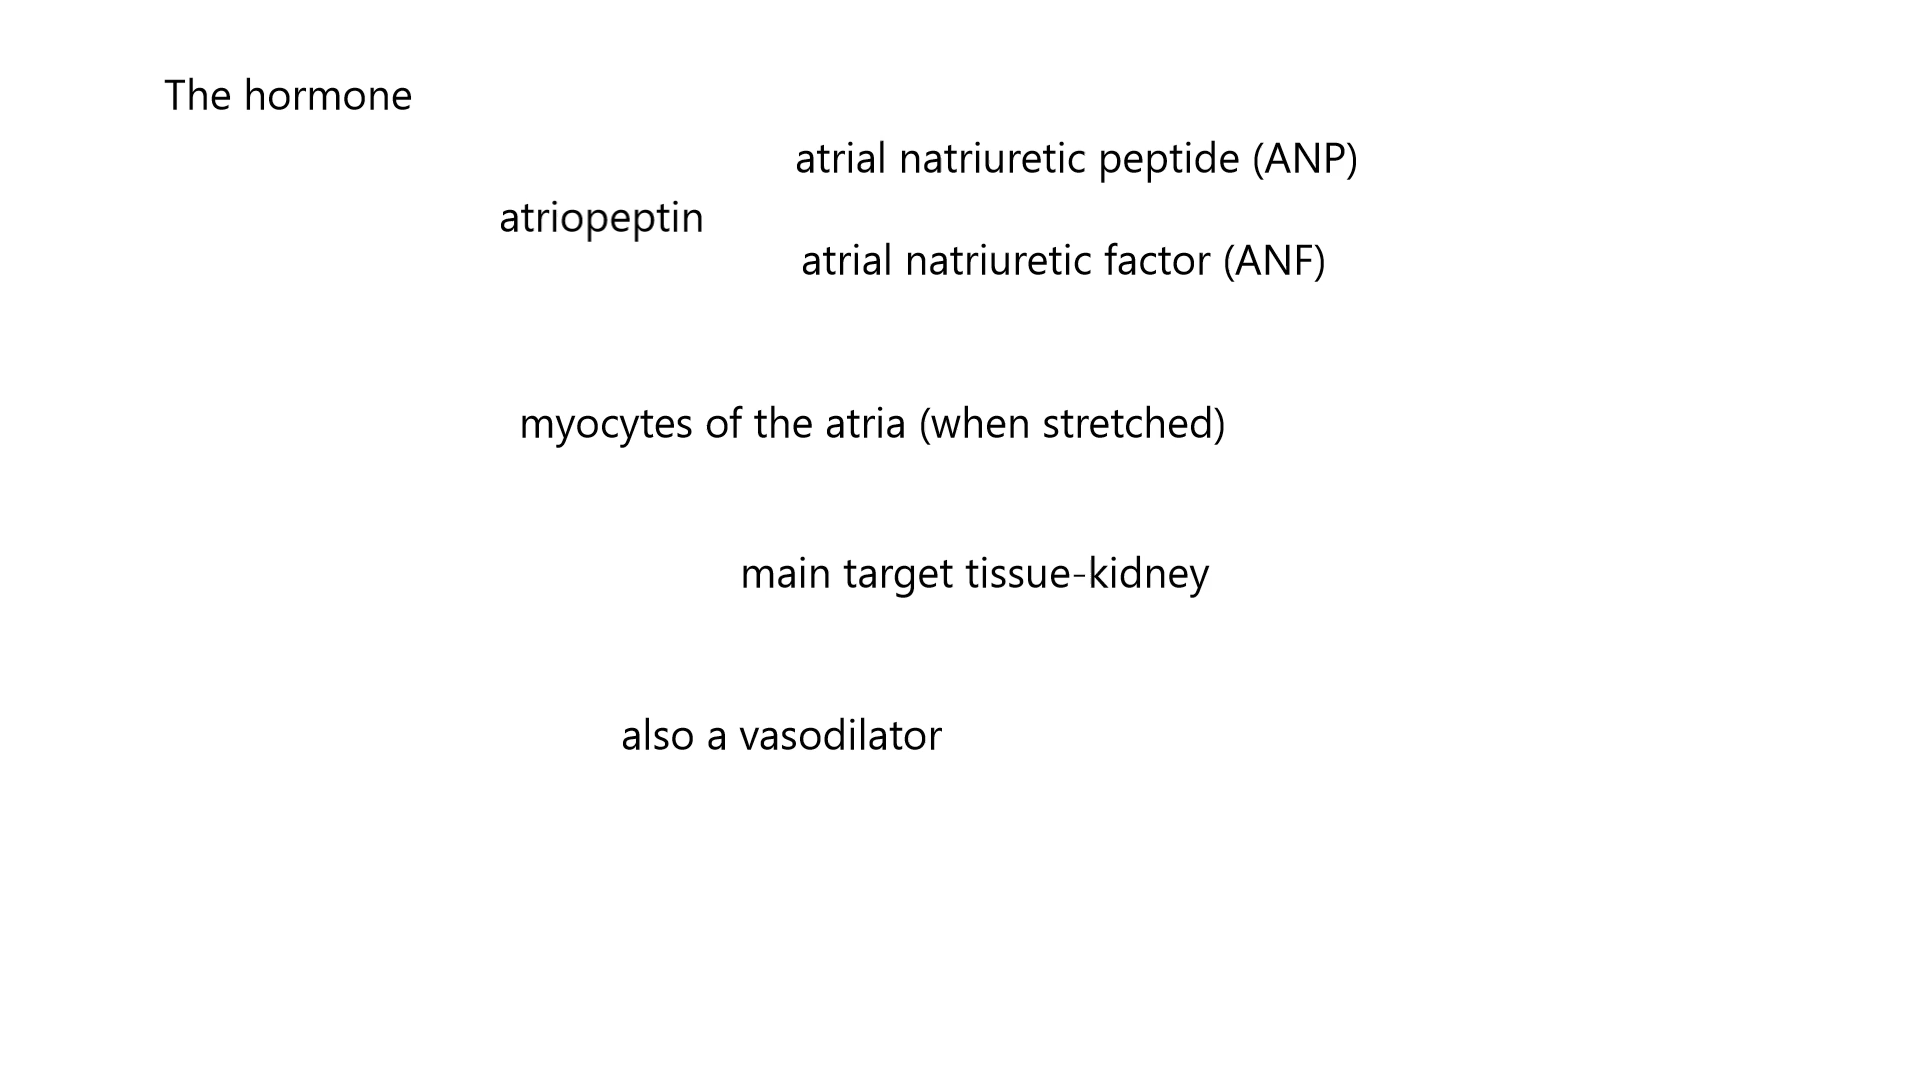 The hormone
atrial natriuretic peptide (ANP)
atriopeptin
atrial natriuretic factor (ANF)
myocytes of the atria (when stretched)
main target tissue-kidney
also a vasodilator